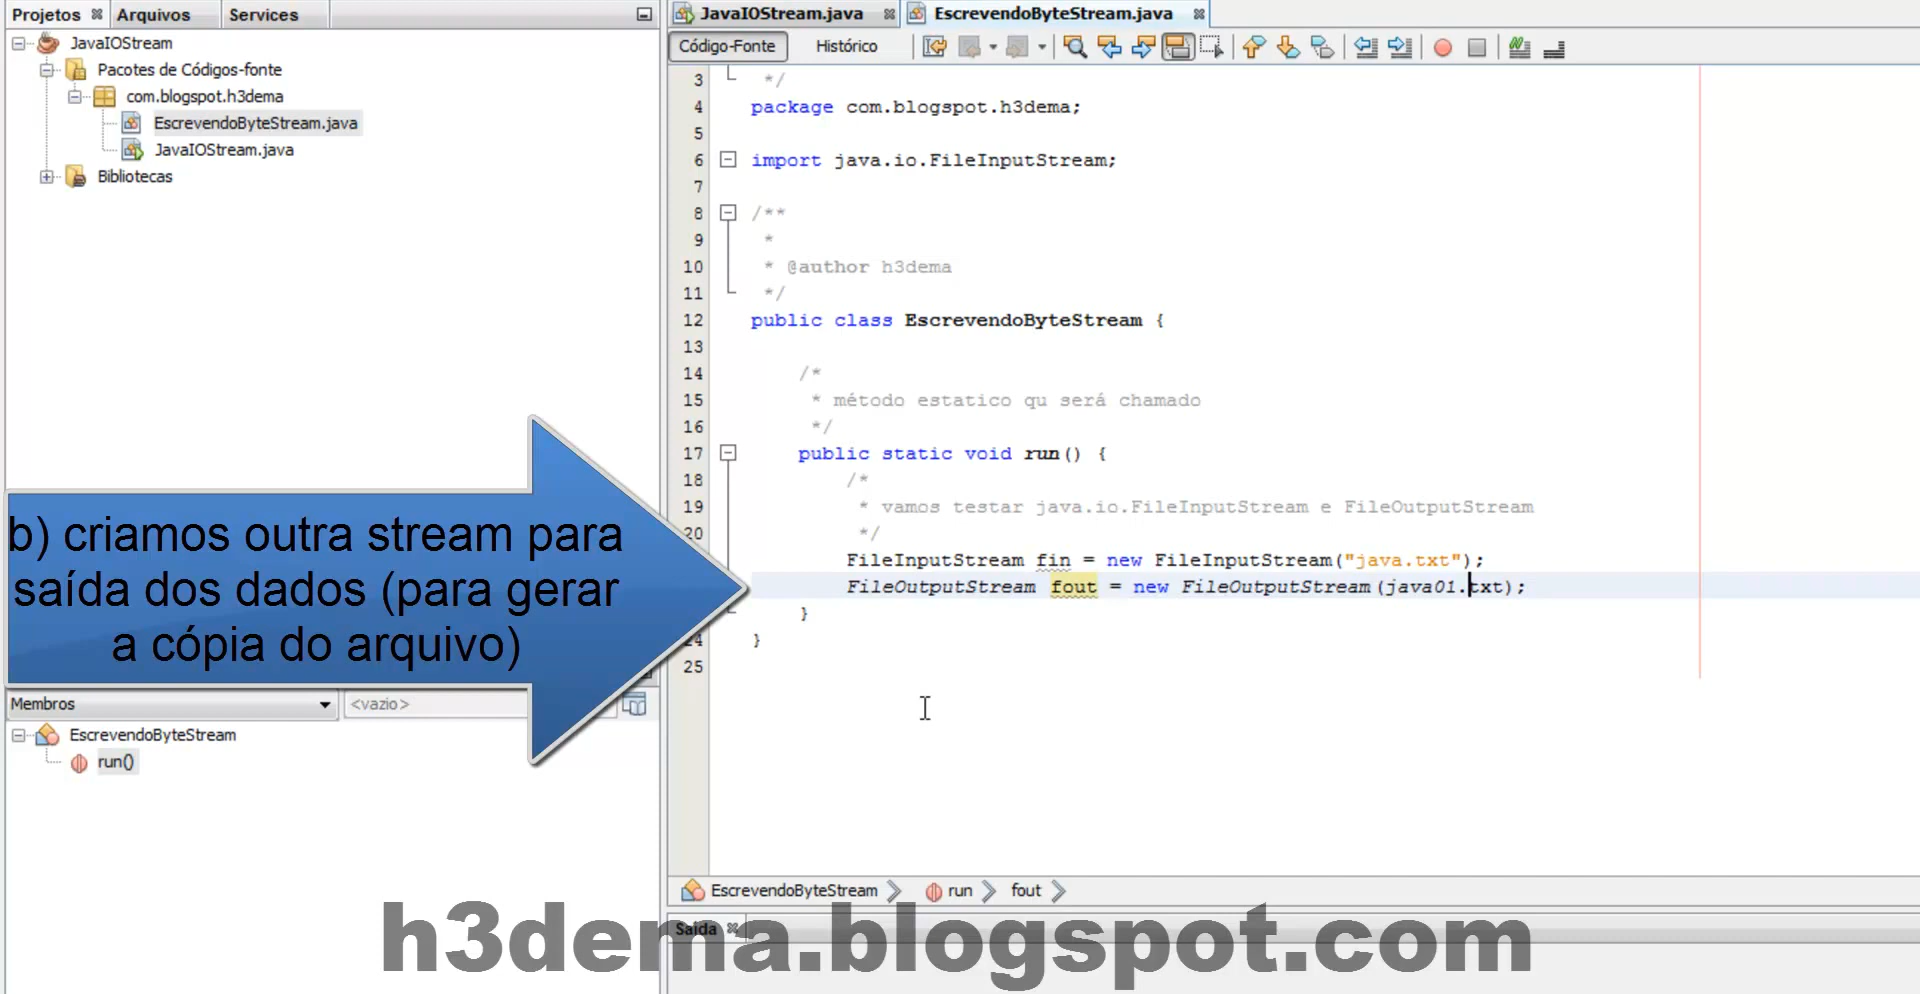 Projetos
Arquivos
Services
JavaIOStream
Pacotes de Códigos-fonte
com.blogspot.h3dema
EscrevendoByteStream.java
JavaIOStream.java
Bibliotecas
b) criamos outra stream para
saída dos dados (para gerar
a cópia do arquivo)
Membros
<vazio>
EscrevendoByteStream
run()
JavaIOStream.java
EscrevendoByteStream.java
Código-Fonte
Histórico
3 */
4 package com.blogspot.h3dema;
5
6 import java.io.FileInputStream;
7
8 /**
9 *
10 * @author h3dema
11 */
12 public class EscrevendoByteStream {
13
14 /*
15 * método estatico qu será chamado
16 */
17 public static void run() {
18 /*
19 * vamos testar java.io.FileInputStream e FileOutputStream
20 */
FileInputStream fin = new FileInputStream("java.txt");
FileOutputStream fout = new FileOutputStream(java01.txt);
}
24 }
25
EscrevendoByteStream
run
fout
Saída
h3dema.blogspot.com